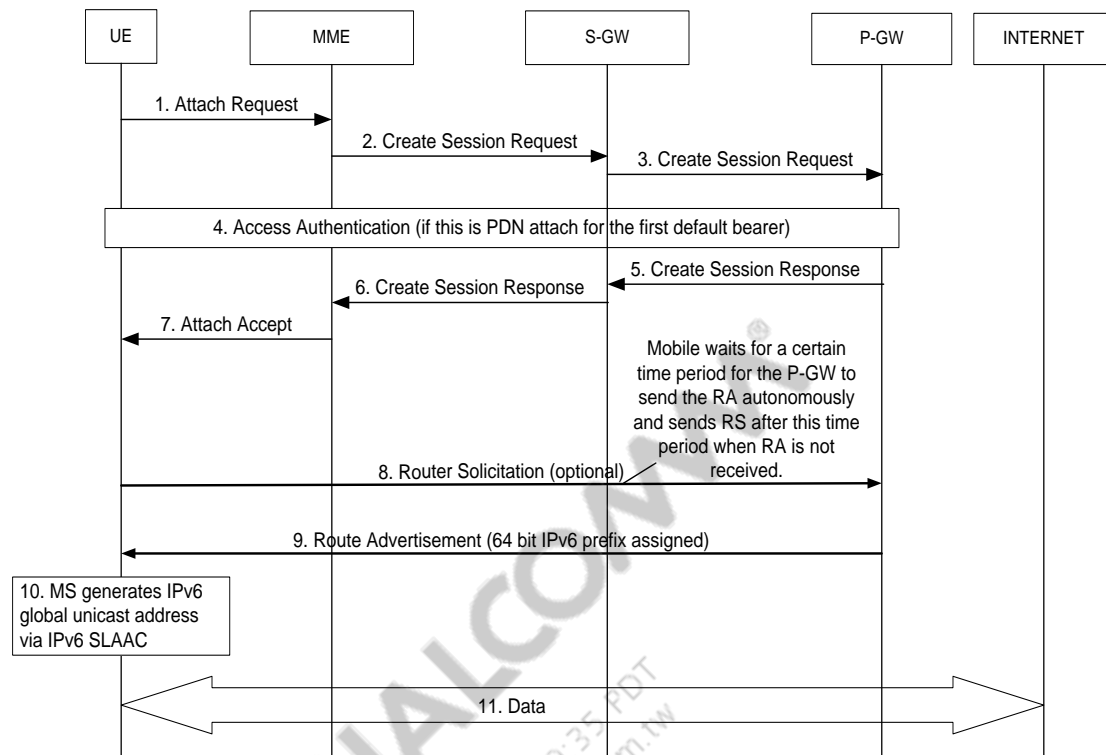 UE
MME
S-GW
P-GW
INTERNET
1. Attach Request
2. Create Session Request
3. Create Session Request
4. Access Authentication (if this is PDN attach for the first default bearer)
5. Create Session Response
6. Create Session Response
7. Attach Accept
Mobile waits for a certain
time period for the P-GW to
send the RA autonomously
and sends RS after this time
period when RA is not
received.
8. Router Solicitation (optional)
9. Route Advertisement (64 bit IPv6 prefix assigned)
10. MS generates IPv6
global unicast address
via IPv6 SLAAC
11. Data